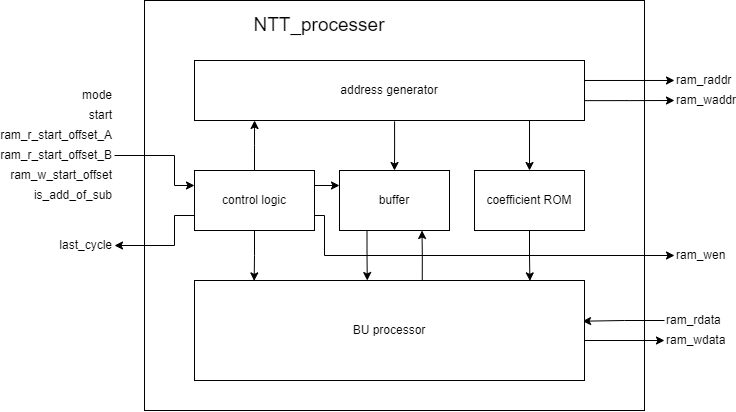 NTT_processer
address generator
ram_raddr
ram_waddr
mode
start
ram_r_start_offset_A
ram_r_start_offset_B
ram_w_start_offset
is_add_of_sub
control logic
buffer
coefficient ROM
last_cycle
ram_wen
BU processor
ram_rdata
ram_wdata